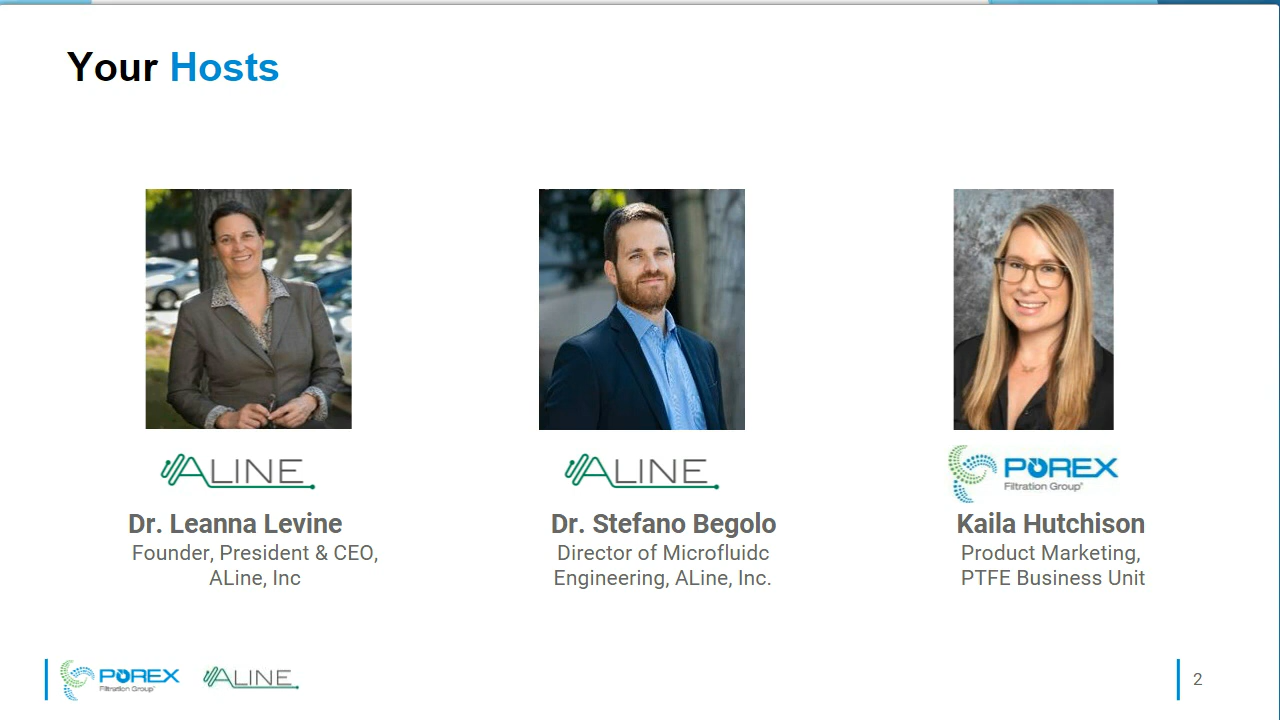 Your Hosts
ALINE
ALINE
POREX
Filtration Group®
Dr. Leanna Levine
Dr. Stefano Begolo
Kaila Hutchison
Founder, President & CEO,
ALine, Inc
Director of Microfluidc
Engineering, ALine, Inc.
Product Marketing,
PTFE Business Unit
POREX
Filtration Group®
ALINE
2